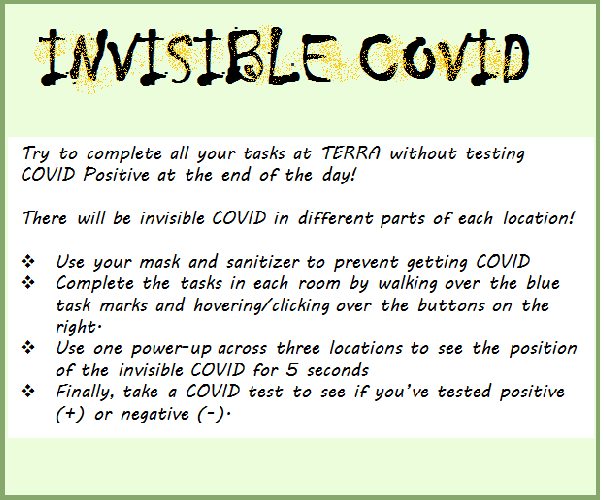 INVISIBLE COVID
Try to complete all your tasks at TERRA without testing
COVID Positive at the end of the day!
There will be invisible COVID in different parts of each location!
❖ Use your mask and sanitizer to prevent getting COVID
❖ Complete the tasks in each room by walking over the blue
task marks and hovering/clicking over the buttons on the
right.
❖ Use one power-up across three locations to see the position
of the invisible COVID for 5 seconds
❖ Finally, take a COVID test to see if you've tested positive
(+) or negative (-).